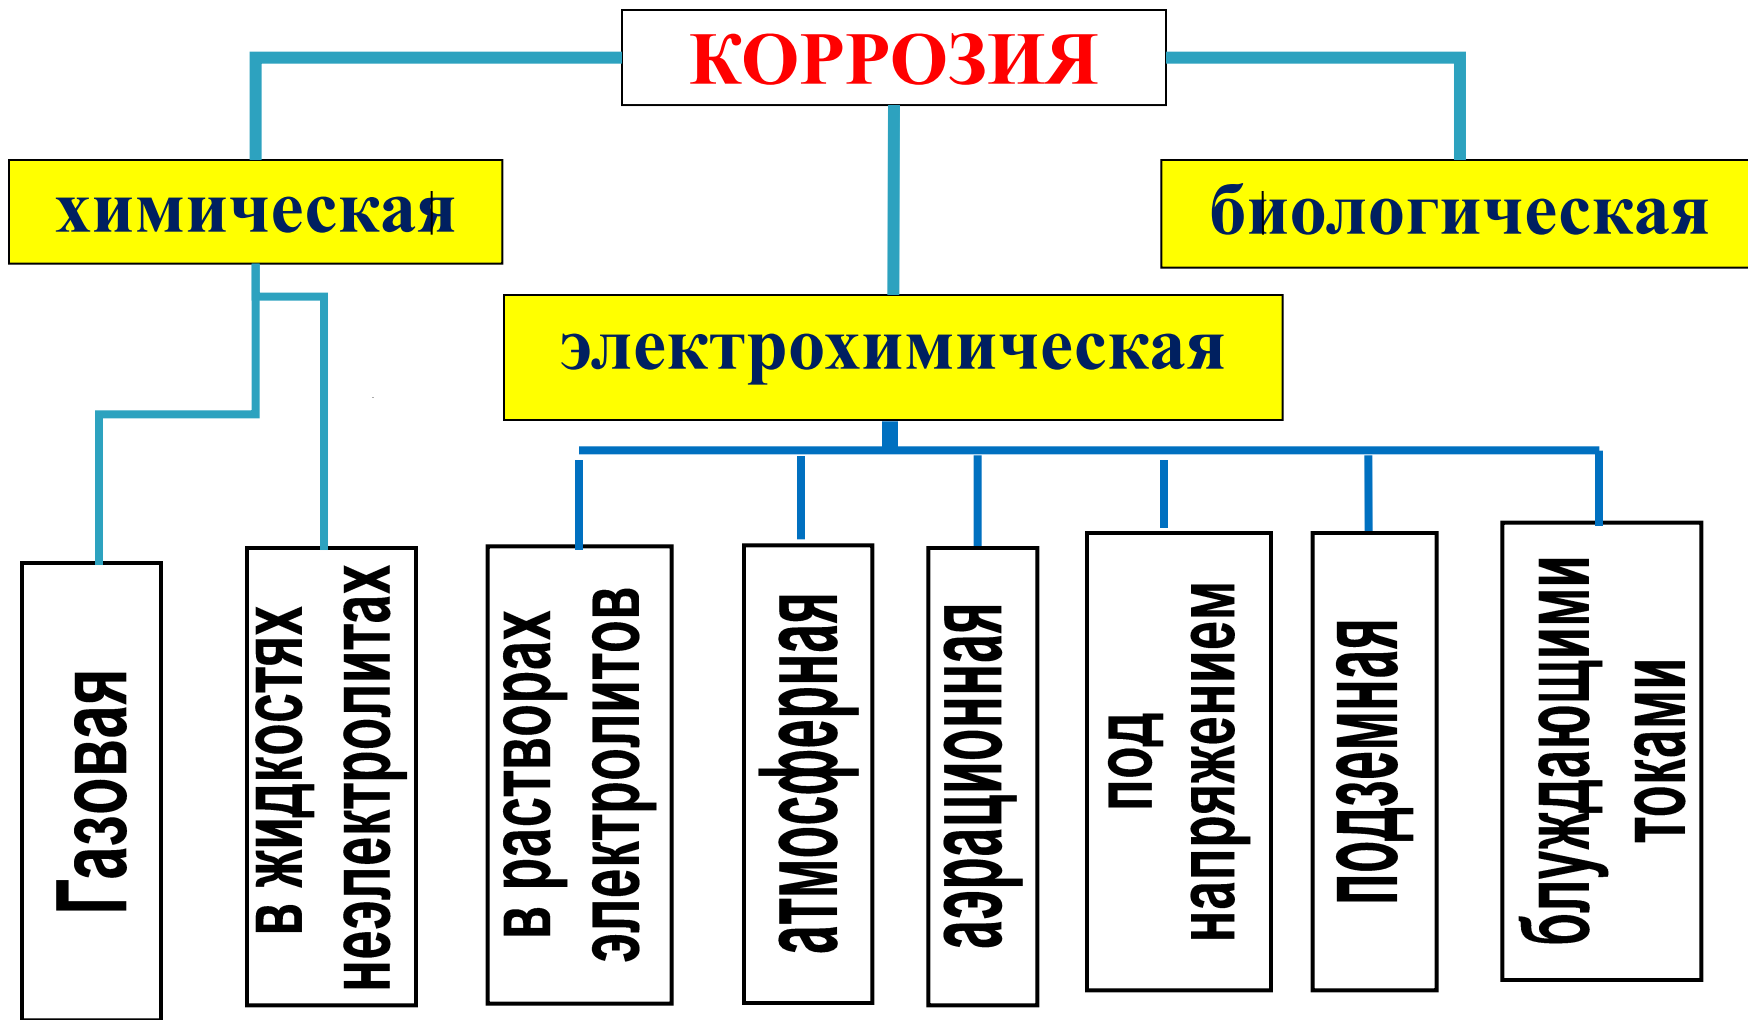 КОРРОЗИЯ
химическая
биологическая
электрохимическая
Газовая
в жидкостях
неэлектролитах
в растворах
электролитов
атмосферная
аэрационная
под
напряжением
подземная
блуждающими
токами